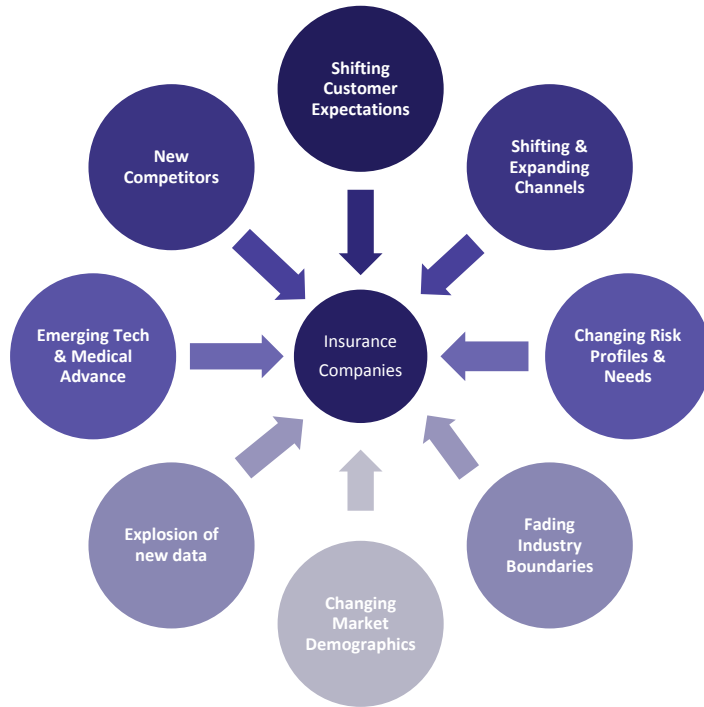 Shifting
Customer
Expectations
New
Competitors
Shifting &
Expanding
Channels
Emerging Tech
& Medical
Advance
Insurance
Companies
Changing Risk
Profiles &
Needs
Explosion of
new data
Fading
Industry
Boundaries
Changing
Market
Demographics